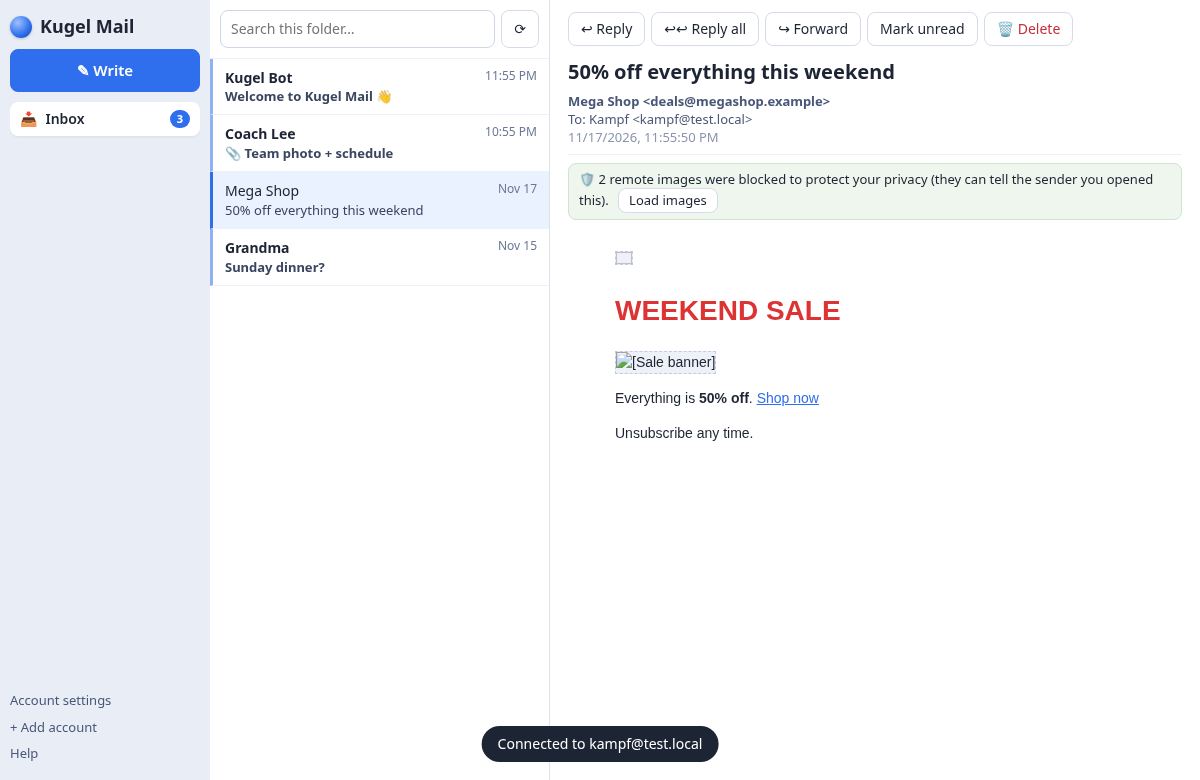 Kugel Mail
✎ Write
📥 Inbox 3
Account settings
+ Add account
Help
Search this folder…
⟳
Kugel Bot 11:55 PM
Welcome to Kugel Mail 👋
Coach Lee 10:55 PM
📎 Team photo + schedule
Mega Shop Nov 17
50% off everything this weekend
Grandma Nov 15
Sunday dinner?
↩ Reply ↩↩ Reply all ↪ Forward Mark unread 🗑️ Delete
50% off everything this weekend
Mega Shop <deals@megashop.example>
To: Kampf <kampf@test.local>
11/17/2026, 11:55:50 PM
🛡️ 2 remote images were blocked to protect your privacy (they can tell the sender you opened
this). Load images
WEEKEND SALE
[Sale banner]
Everything is 50% off. Shop now
Unsubscribe any time.
Connected to kampf@test.local